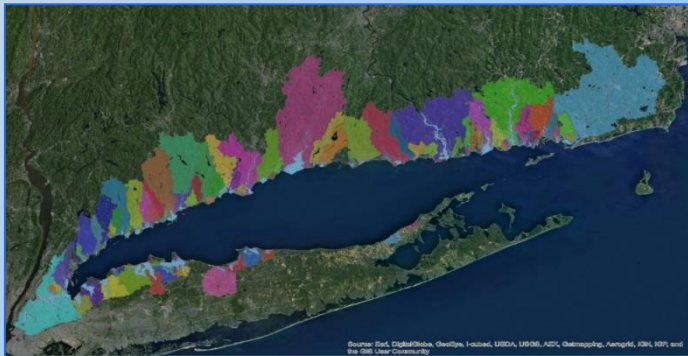 Source: Esri, DigitalGlobe, GeoEye, i-cubed, USDA, USGS, AEX, Getmapping, Aerogrid, IGN, IGP, and
the GIS User Community